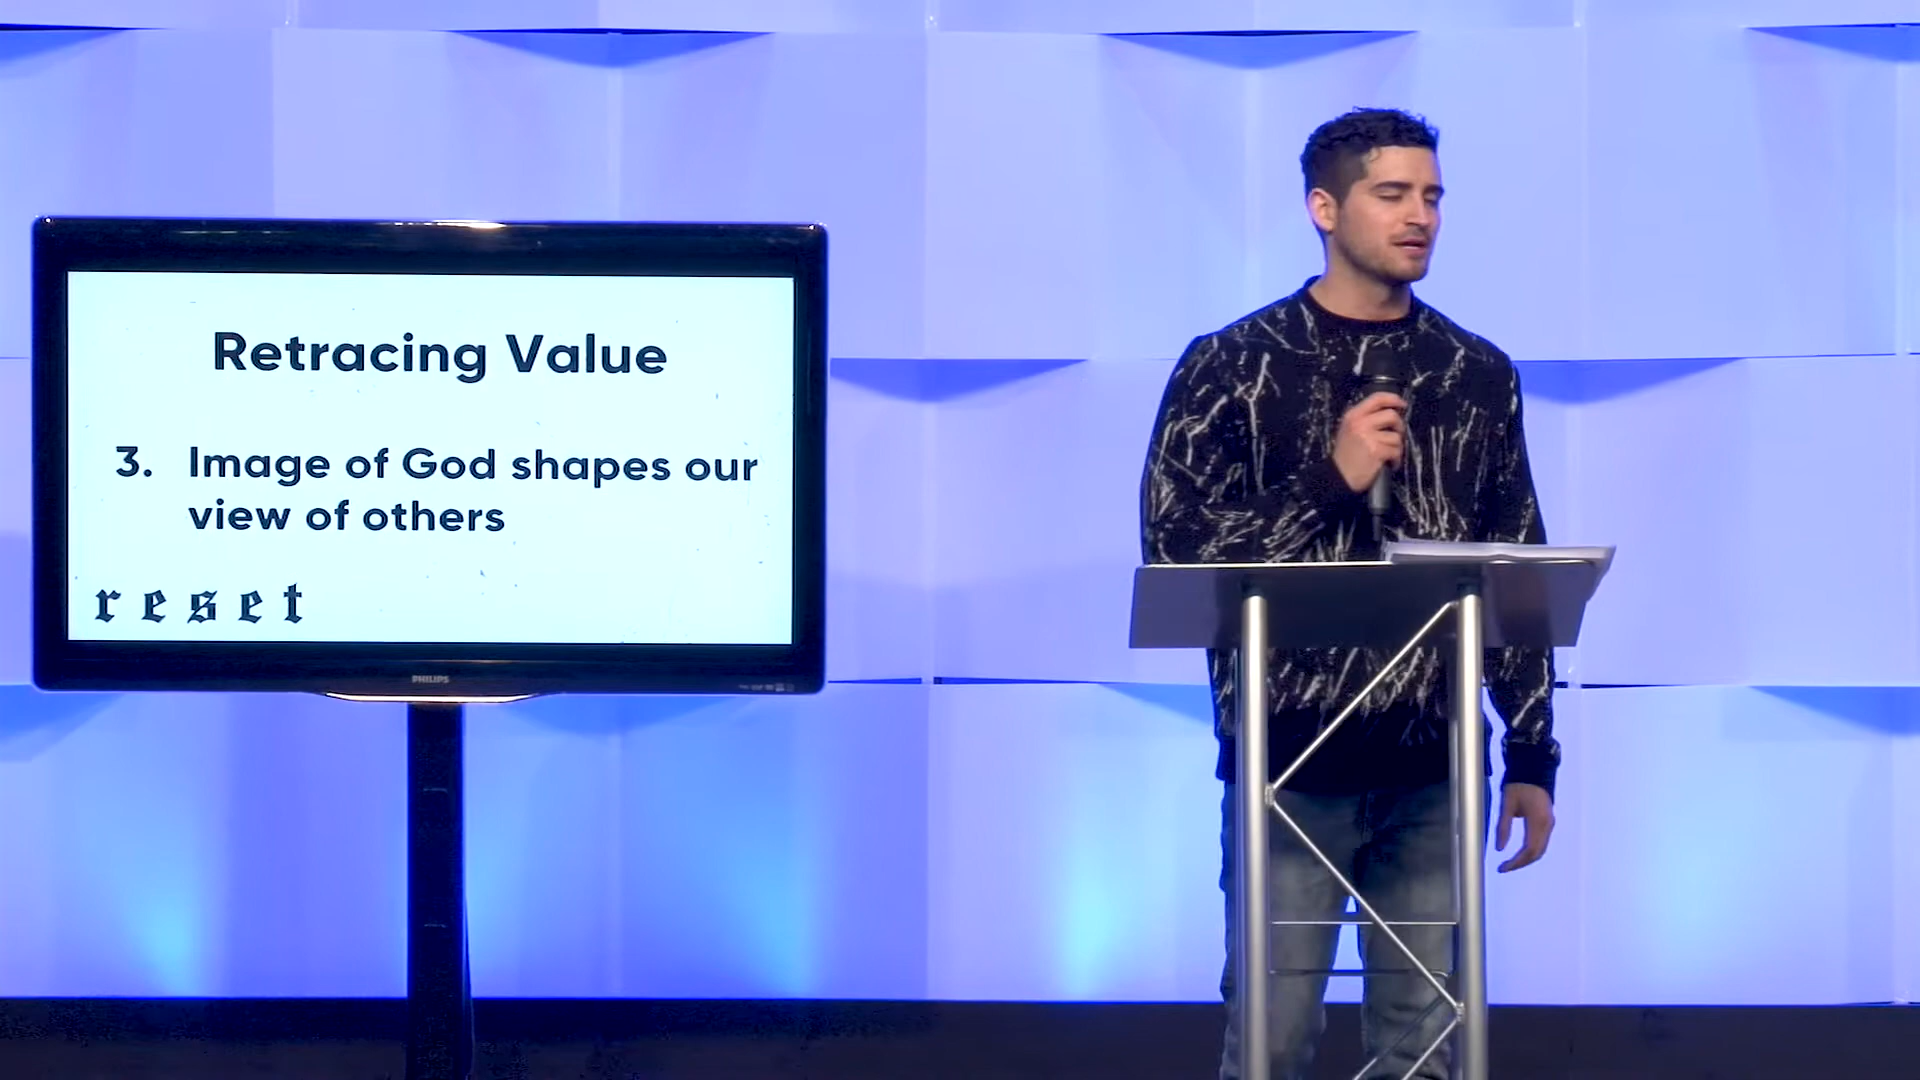 Retracing Value
3. Image of God shapes our
view of others
reset
PHILIPS